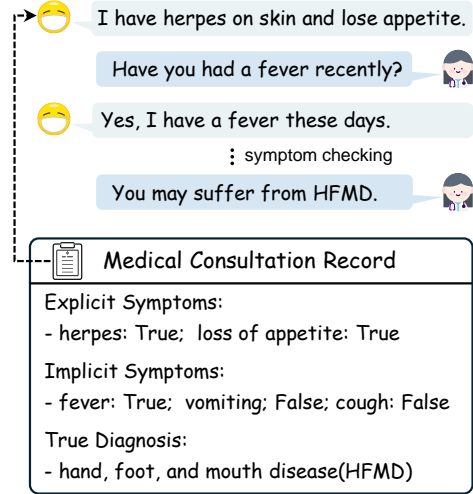 I have herpes on skin and lose appetite.
Have you had a fever recently?
Yes, I have a fever these days.
symptom checking
You may suffer from HFMD.
Medical Consultation Record
Explicit Symptoms:
- herpes: True;  loss of appetite: True
Implicit Symptoms:
- fever: True;  vomiting; False; cough: False
True Diagnosis:
- hand, foot, and mouth disease(HFMD)